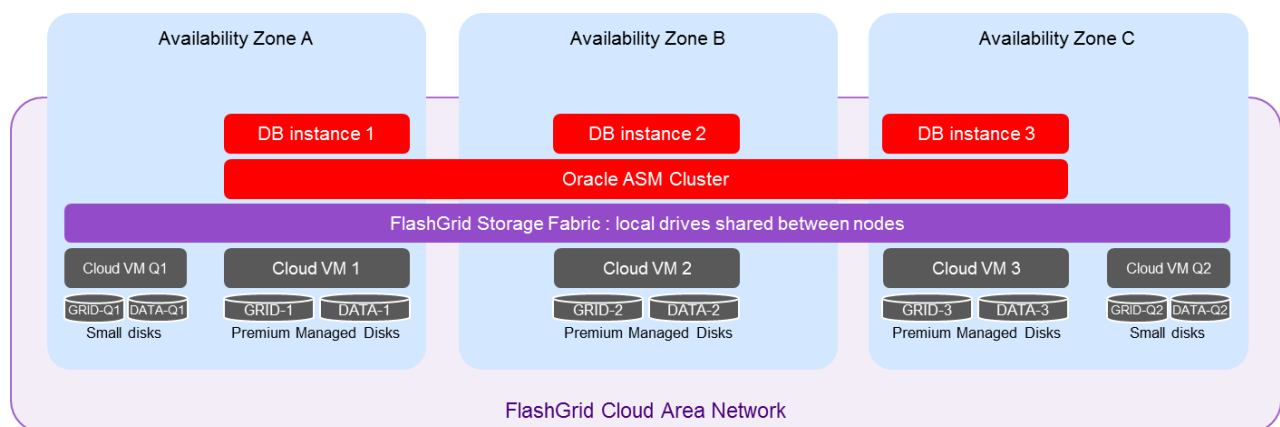 Availability Zone A
Availability Zone B
Availability Zone C
DB instance 1
DB instance 2
DB instance 3
Oracle ASM Cluster
FlashGrid Storage Fabric : local drives shared between nodes
Cloud VM Q1
Cloud VM 1
Cloud VM 2
Cloud VM 3
Cloud VM Q2
GRID-Q1
DATA-Q1
GRID-1
DATA-1
GRID-2
DATA-2
GRID-3
DATA-3
GRID-Q2
DATA-Q2
Small disks
Premium Managed Disks
Premium Managed Disks
Premium Managed Disks
Small disks
FlashGrid Cloud Area Network